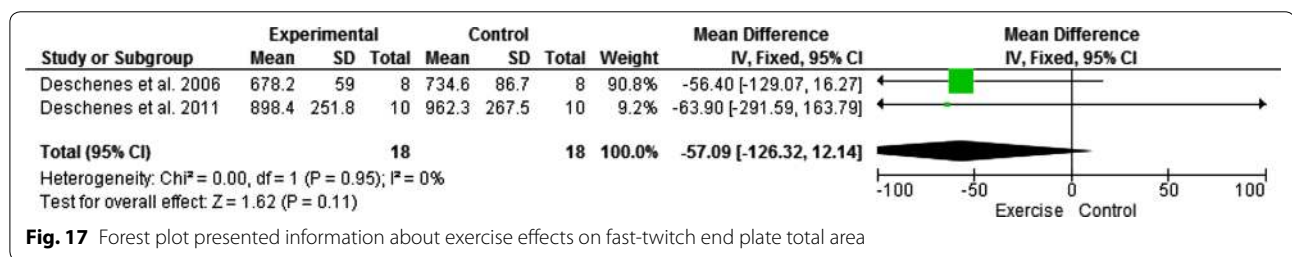 Experimental Control Mean Difference Mean Difference
Study or Subgroup Mean SD Total Mean SD Total Weight IV, Fixed, 95% CI IV, Fixed, 95% CI
Deschenes et al. 2006 678.2 59 8 734.6 86.7 8 90.8% -56.40 [-129.07, 16.27]
Deschenes et al. 2011 898.4 251.8 10 962.3 267.5 10 9.2% -63.90 [-291.59, 163.79]
Total (95% CI) 18 18 100.0% -57.09 [-126.32, 12.14]
Heterogeneity: Chi² = 0.00, df = 1 (P = 0.95); I² = 0%
Test for overall effect: Z = 1.62 (P = 0.11)
-100 -50 0 50 100
Exercise Control
Fig. 17 Forest plot presented information about exercise effects on fast-twitch end plate total area